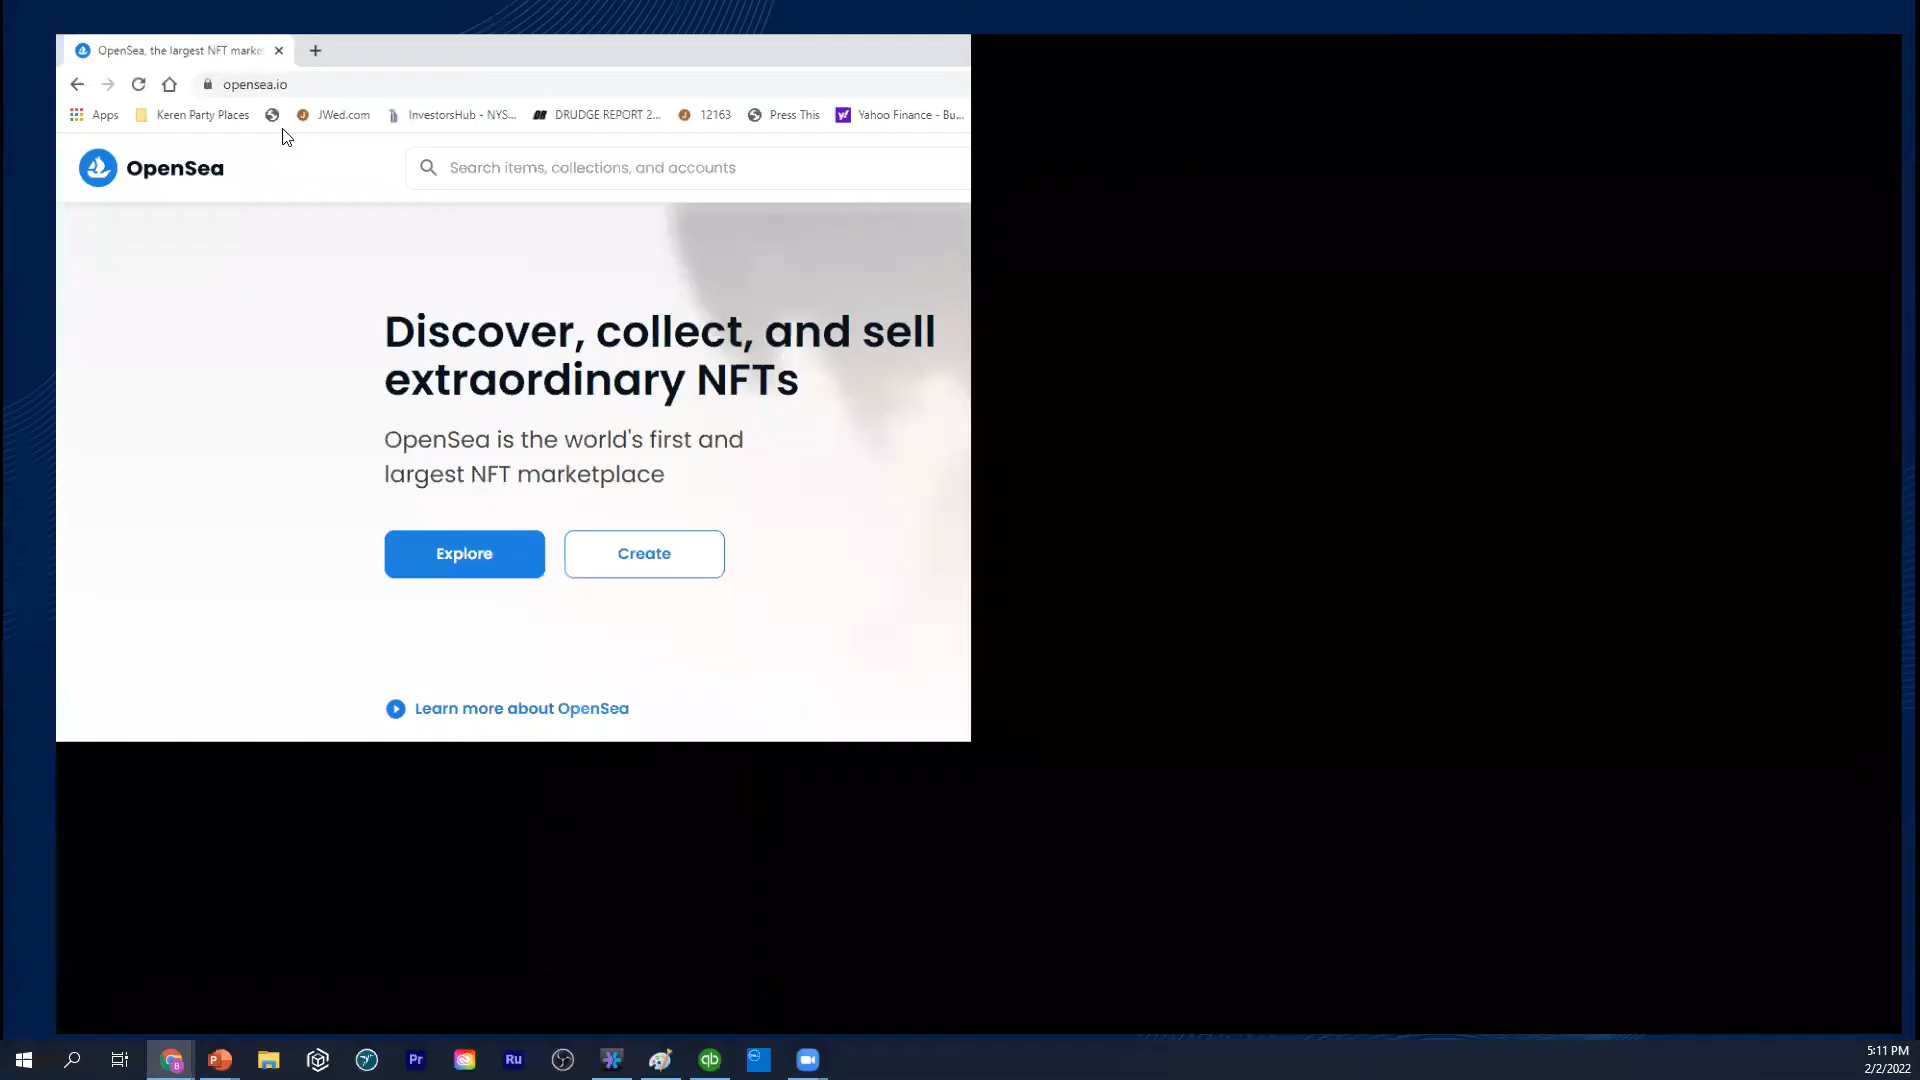 OpenSea, the largest NFT marke
opensea.io
Apps Keren Party Places JWed.com InvestorsHub - NYS... DRUDGE REPORT 2... 12163 Press This Yahoo Finance - Bu...
OpenSea Search items, collections, and accounts
Discover, collect, and sell
extraordinary NFTs
OpenSea is the world's first and
largest NFT marketplace
Explore Create
Learn more about OpenSea
Pr Ru qb
5:11 PM
2/2/2022